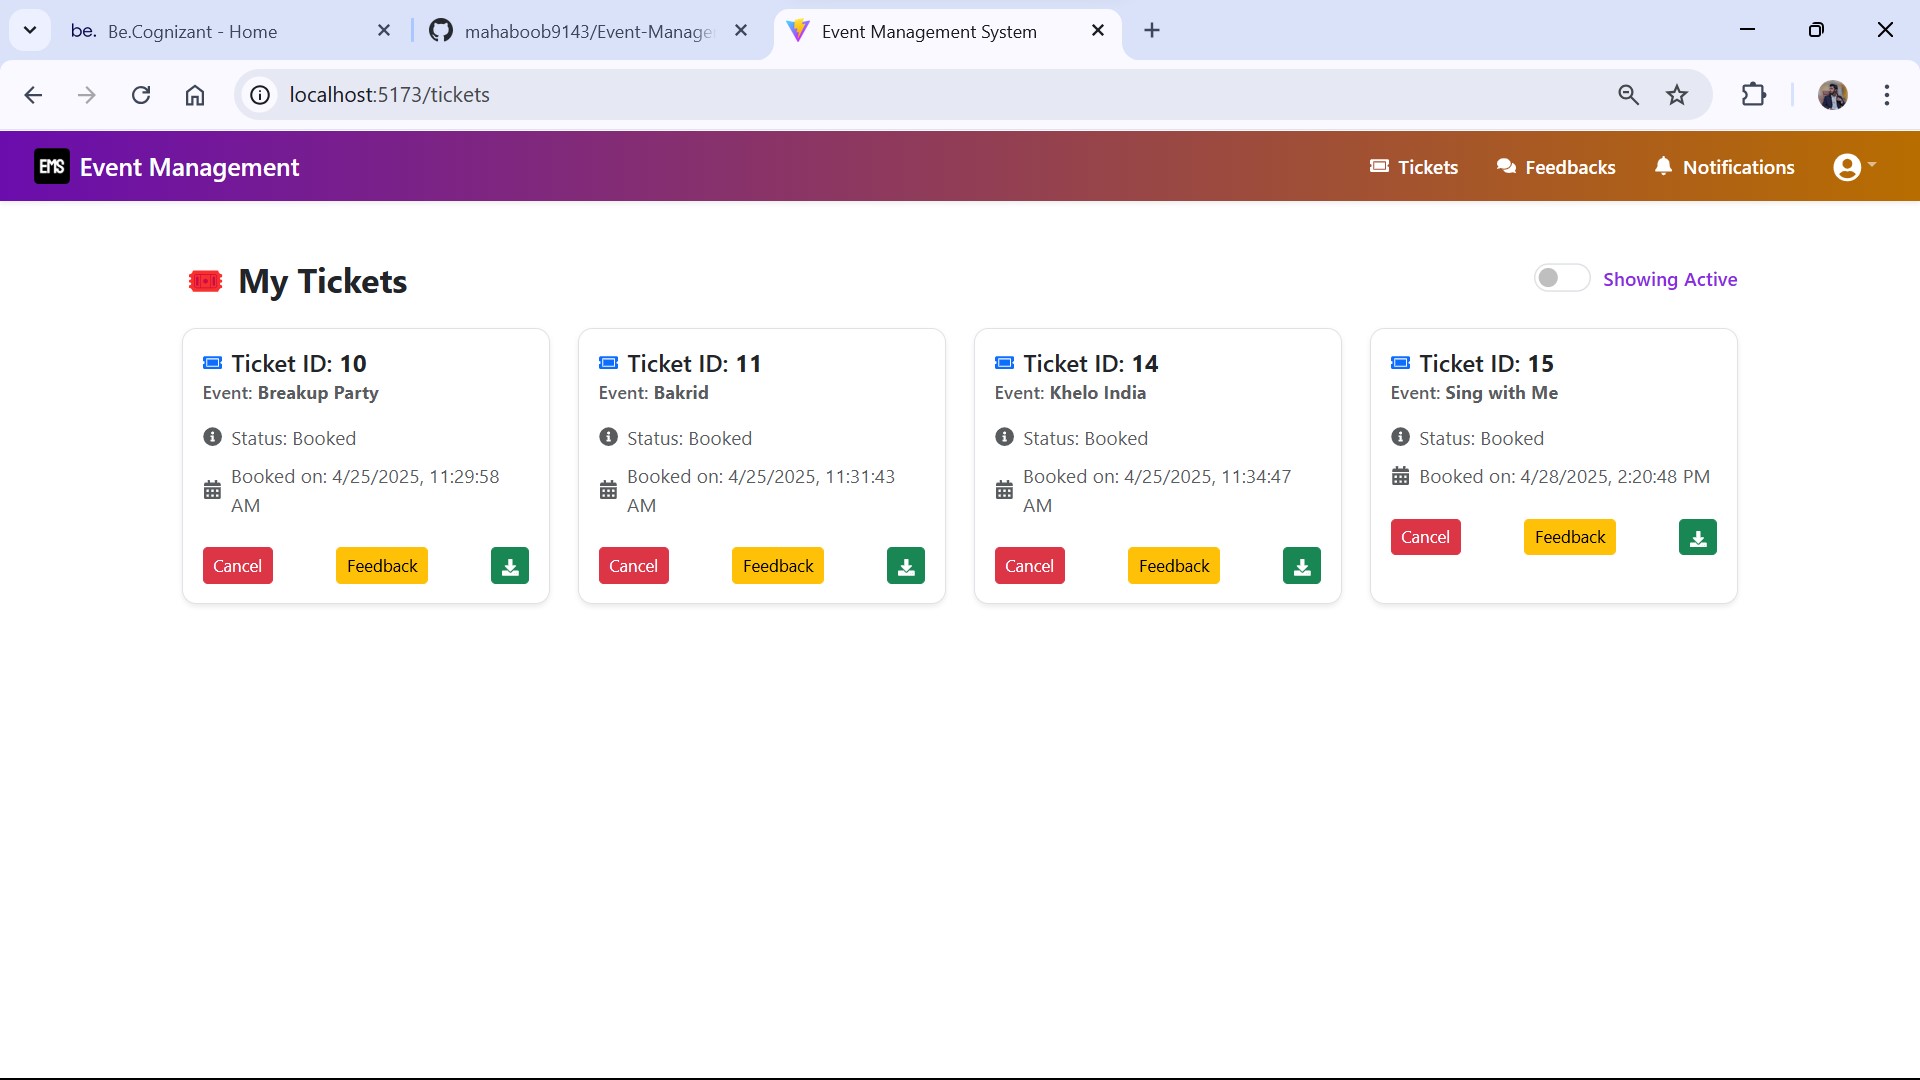 be. Be.Cognizant - Home
mahaboob9143/Event-Manage
Event Management System
localhost:5173/tickets
EMS Event Management
Tickets
Feedbacks
Notifications
My Tickets
Showing Active
Ticket ID: 10
Event: Breakup Party
Status: Booked
Booked on: 4/25/2025, 11:29:58
AM
Cancel
Feedback
Ticket ID: 11
Event: Bakrid
Status: Booked
Booked on: 4/25/2025, 11:31:43
AM
Cancel
Feedback
Ticket ID: 14
Event: Khelo India
Status: Booked
Booked on: 4/25/2025, 11:34:47
AM
Cancel
Feedback
Ticket ID: 15
Event: Sing with Me
Status: Booked
Booked on: 4/28/2025, 2:20:48 PM
Cancel
Feedback